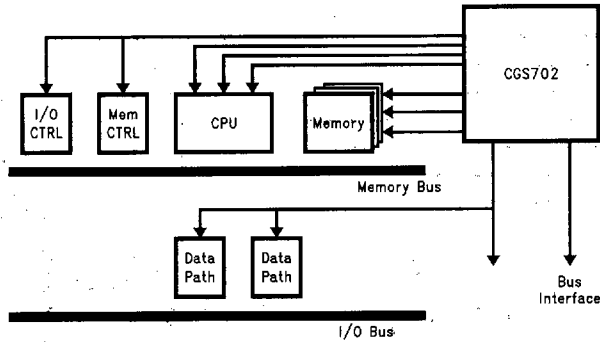 CGS702
I/O
CTRL
Mem
CTRL
CPU
Memory
Memory Bus
Data
Path
Data
Path
Bus
Interface
I/O Bus